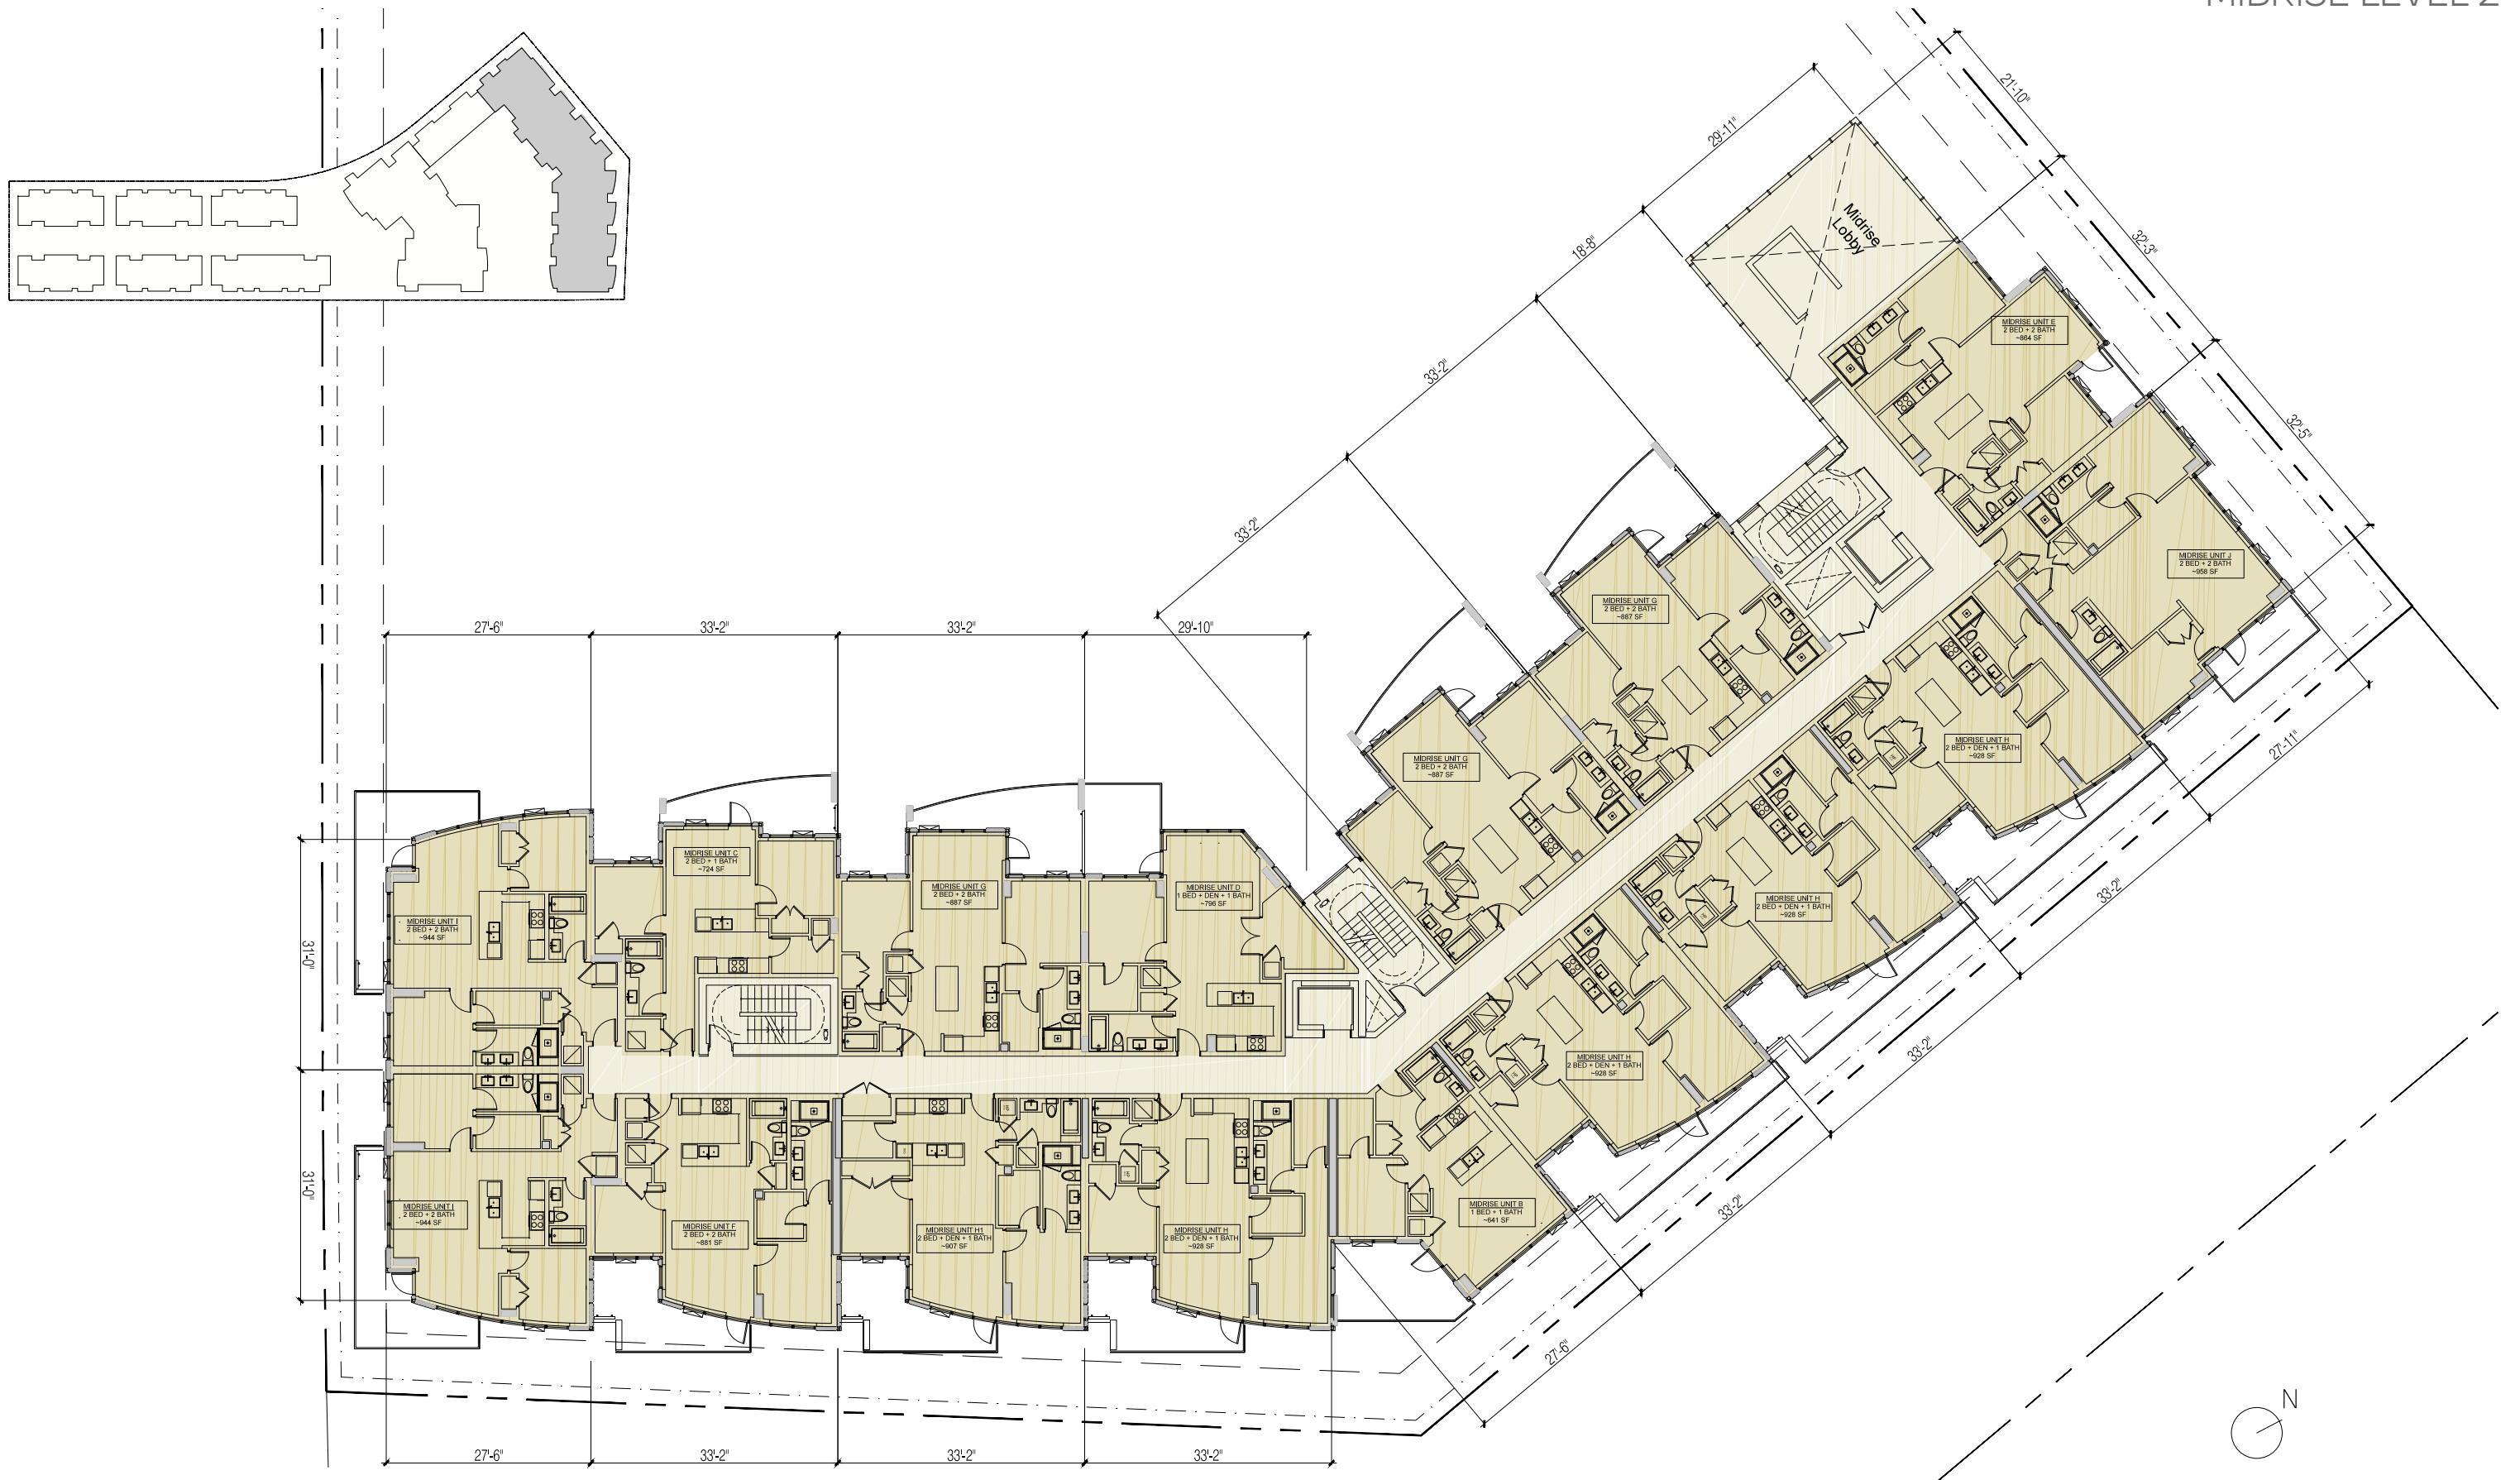 MIDRISE LEVEL 2
21'-10"
29'-11"
18'-8"
32'-3"
33'-2"
32'-5"
33'-2"
27'-11"
33'-2"
33'-2"
33'-2"
27'-6"
Midrise
Lobby
MIDRISE UNIT E
2 BED + 2 BATH
~864 SF
MIDRISE UNIT J
2 BED + 2 BATH
~958 SF
MIDRISE UNIT G
2 BED + 2 BATH
~887 SF
MIDRISE UNIT H
2 BED + DEN + 1 BATH
~928 SF
MIDRISE UNIT G
2 BED + 2 BATH
~887 SF
MIDRISE UNIT H
2 BED + DEN + 1 BATH
~928 SF
MIDRISE UNIT H
2 BED + DEN + 1 BATH
~928 SF
27'-6"
33'-2"
33'-2"
29'-10"
31'-0"
31'-0"
MIDRISE UNIT I
2 BED + 2 BATH
~944 SF
MIDRISE UNIT C
2 BED + 1 BATH
~724 SF
MIDRISE UNIT G
2 BED + 2 BATH
~887 SF
MIDRISE UNIT D
1 BED + DEN + 1 BATH
~796 SF
MIDRISE UNIT I
2 BED + 2 BATH
~944 SF
MIDRISE UNIT F
2 BED + 2 BATH
~881 SF
MIDRISE UNIT H1
2 BED + DEN + 1 BATH
~907 SF
MIDRISE UNIT H
2 BED + DEN + 1 BATH
~928 SF
MIDRISE UNIT B
1 BED + 1 BATH
~641 SF
27'-6"
33'-2"
33'-2"
33'-2"
N